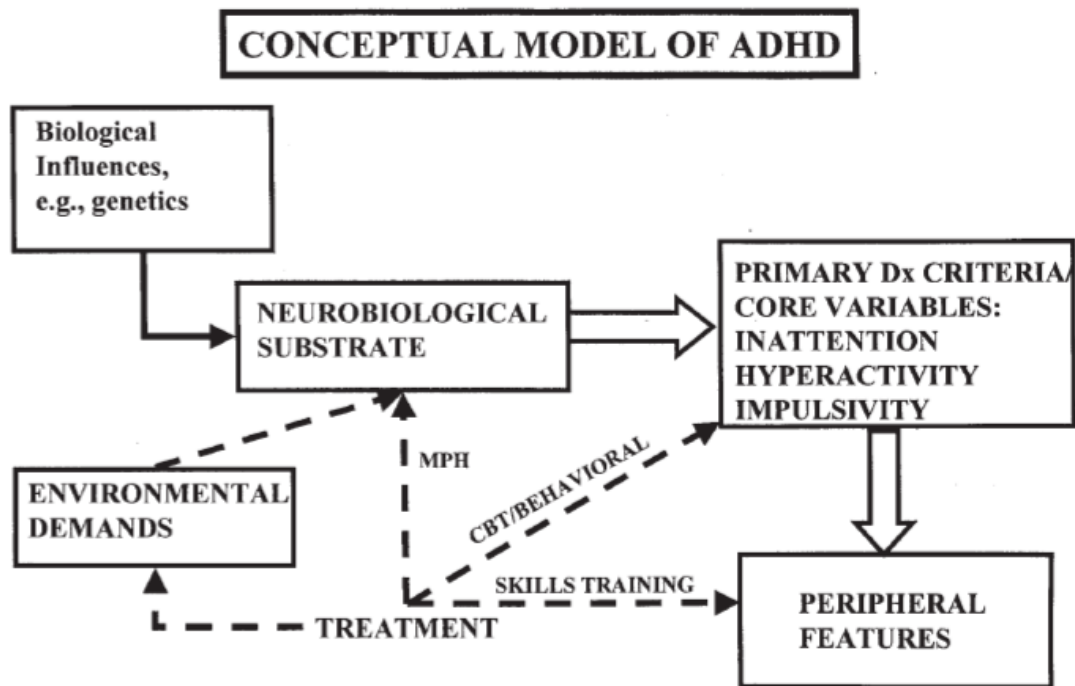 CONCEPTUAL MODEL OF ADHD
Biological
Influences,
e.g., genetics
NEUROBIOLOGICAL
SUBSTRATE
PRIMARY Dx CRITERIA/
CORE VARIABLES:
INATTENTION
HYPERACTIVITY
IMPULSIVITY
MPH
CBT/BEHAVIORAL
ENVIRONMENTAL
DEMANDS
SKILLS TRAINING
TREATMENT
PERIPHERAL
FEATURES